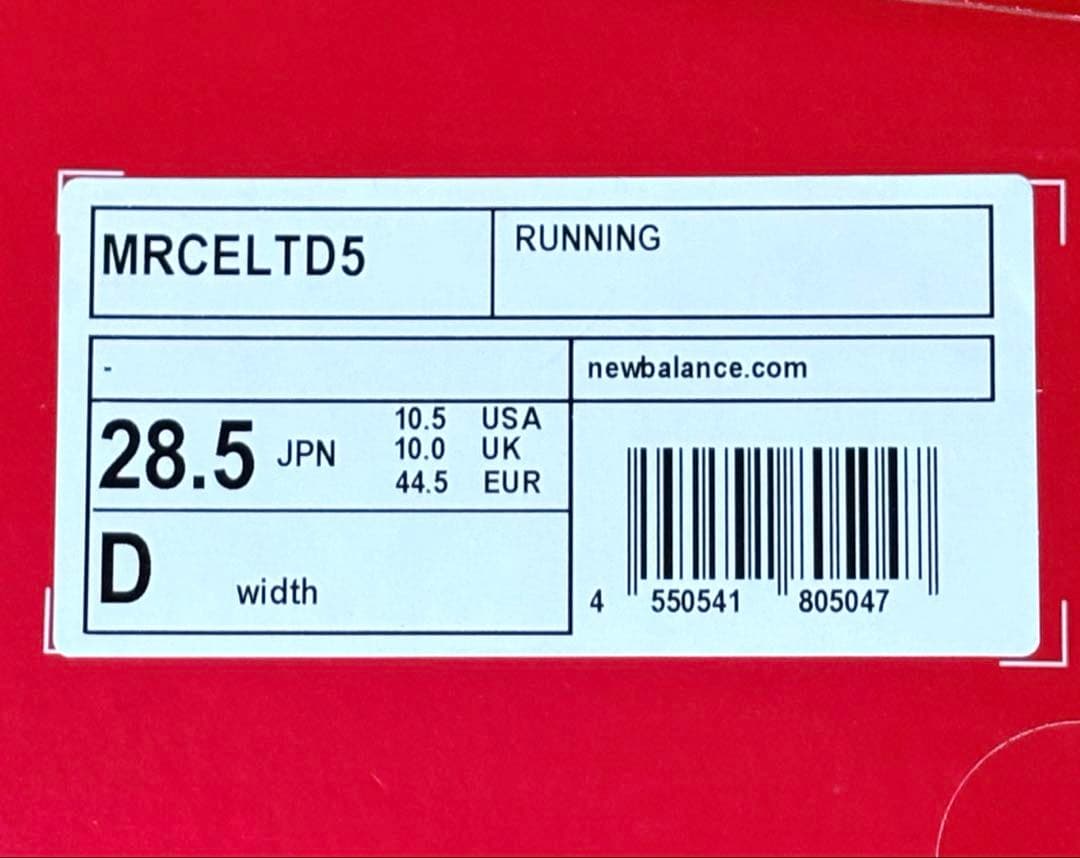 MRCELTD5
RUNNING
-
newbalance.com
28.5 JPN
10.5 USA
10.0 UK
44.5 EUR
D width
4 550541 805047